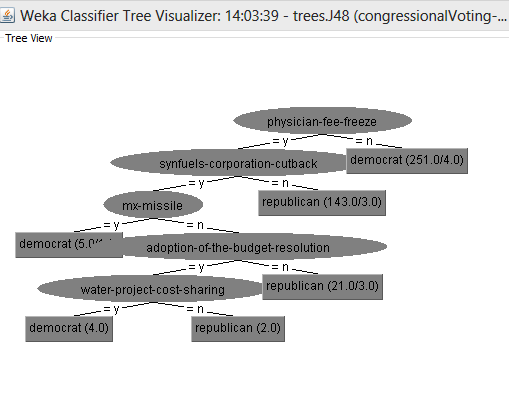 Weka Classifier Tree Visualizer: 14:03:39 - trees.J48 (congressionalVoting-...
Tree View
physician-fee-freeze
= y = n
synfuels-corporation-cutback democrat (251.0/4.0)
= y = n
mx-missile republican (143.0/3.0)
= y = n
democrat (5.0/ adoption-of-the-budget-resolution
= y = n
water-project-cost-sharing republican (21.0/3.0)
= y = n
democrat (4.0) republican (2.0)